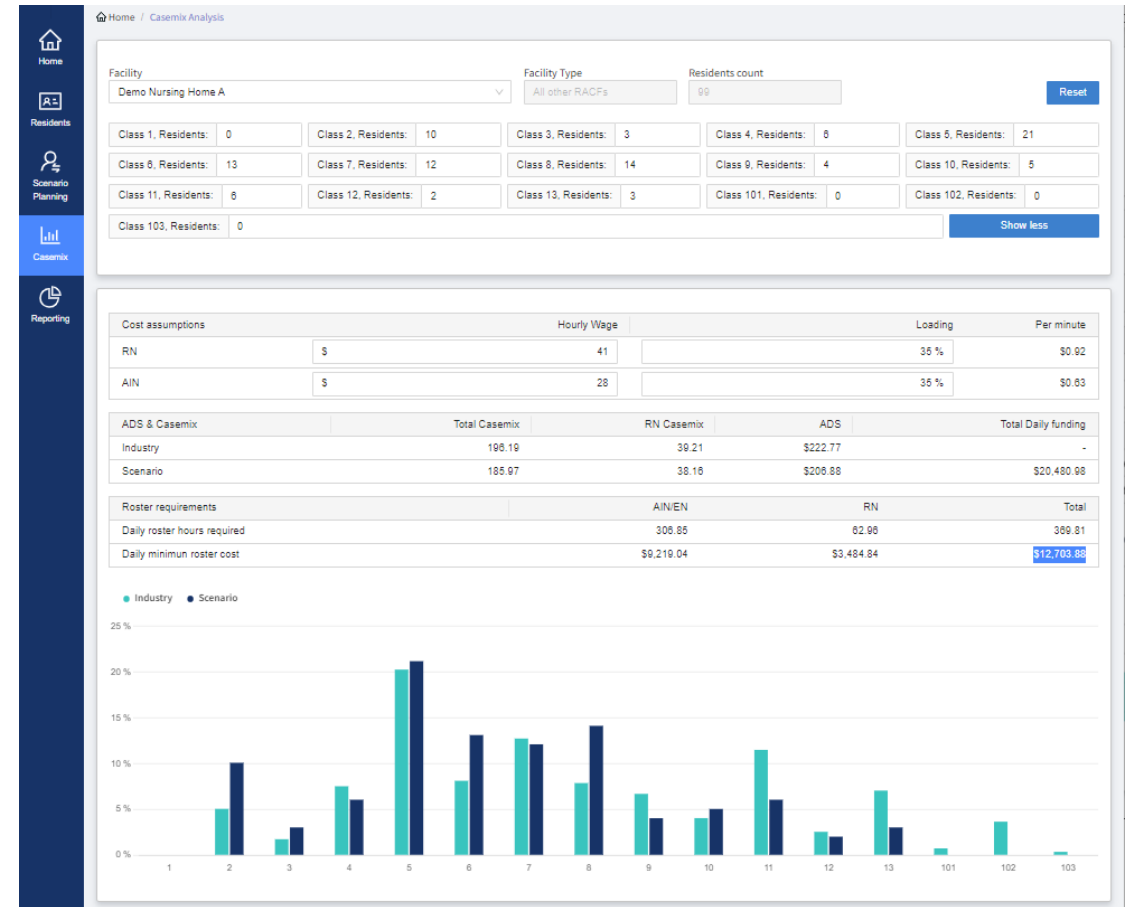 Home / Casemix Analysis
Home
Residents
Scenario
Planning
Casemix
Reporting
Facility Facility Type Residents count
Demo Nursing Home A All other RACFs 99 Reset
Class 1, Residents: 0 Class 2, Residents: 10 Class 3, Residents: 3 Class 4, Residents: 6 Class 5, Residents: 21
Class 6, Residents: 13 Class 7, Residents: 12 Class 8, Residents: 14 Class 9, Residents: 4 Class 10, Residents: 5
Class 11, Residents: 6 Class 12, Residents: 2 Class 13, Residents: 3 Class 101, Residents: 0 Class 102, Residents: 0
Class 103, Residents: 0 Show less
Cost assumptions Hourly Wage Loading Per minute
RN $ 41 35 % $0.92
AIN $ 28 35 % $0.63
ADS & Casemix Total Casemix RN Casemix ADS Total Daily funding
Industry 196.19 39.21 $222.77 -
Scenario 185.97 38.16 $206.88 $20,480.98
Roster requirements AIN/EN RN Total
Daily roster hours required 306.85 62.96 369.81
Daily minimun roster cost $9,219.04 $3,484.84 $12,703.88
Industry Scenario
25 %
20 %
15 %
10 %
5 %
0 %
1 2 3 4 5 6 7 8 9 10 11 12 13 101 102 103